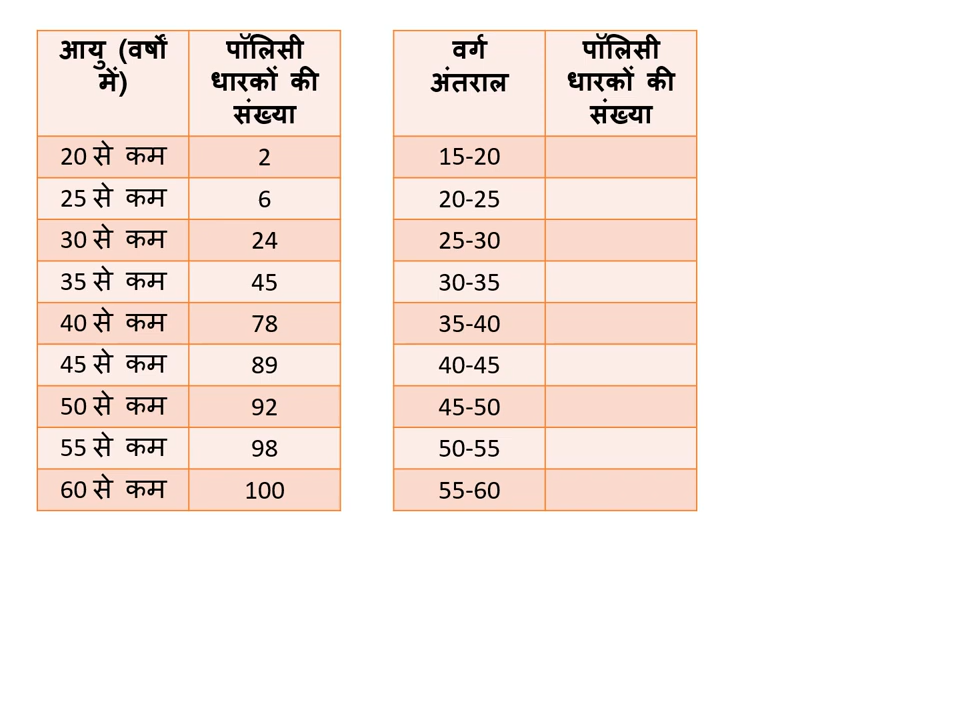 आयु (वर्षों
में)
पॉलिसी
धारकों की
संख्या
20 से कम 2
25 से कम 6
30 से कम 24
35 से कम 45
40 से कम 78
45 से कम 89
50 से कम 92
55 से कम 98
60 से कम 100
वर्ग
अंतराल
पॉलिसी
धारकों की
संख्या
15-20
20-25
25-30
30-35
35-40
40-45
45-50
50-55
55-60